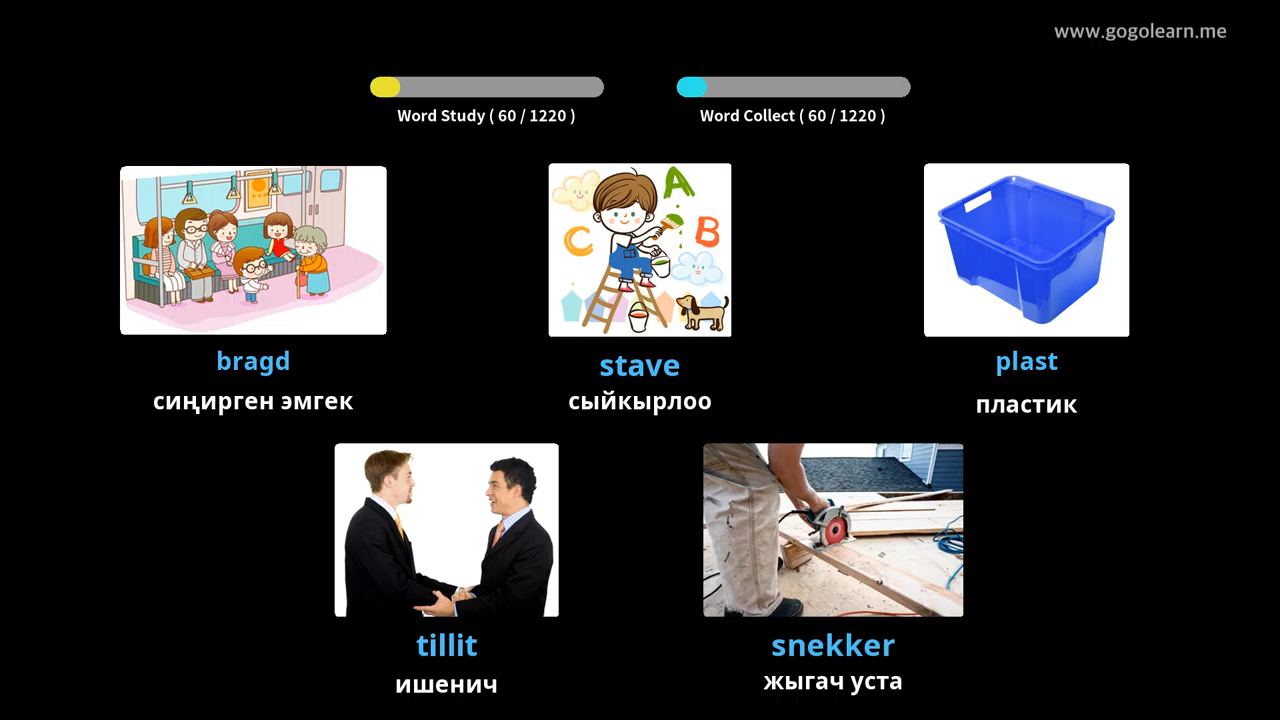 www.gogolearn.me
Word Study ( 60 / 1220 )
Word Collect ( 60 / 1220 )
A
B
C
bragd
stave
plast
сиңирген эмгек
сыйкырлоо
пластик
tillit
snekker
ишенич
жыгач уста